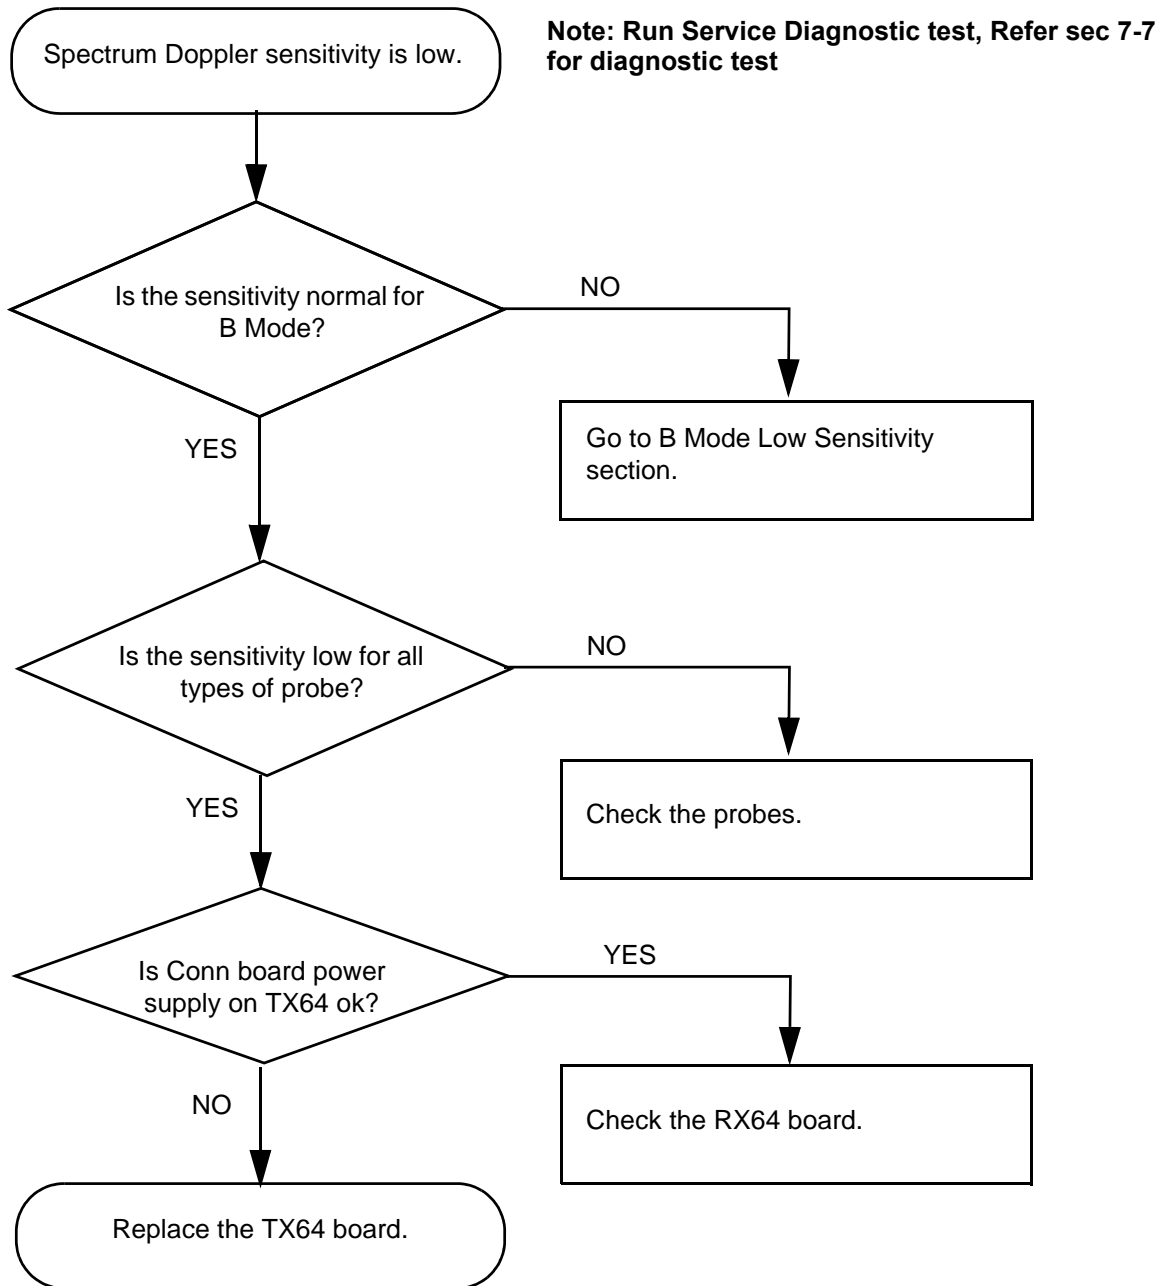 Spectrum Doppler sensitivity is low.
Note: Run Service Diagnostic test, Refer sec 7-7
for diagnostic test
Is the sensitivity normal for
B Mode?
NO
YES
Go to B Mode Low Sensitivity
section.
Is the sensitivity low for all
types of probe?
NO
YES
Check the probes.
Is Conn board power
supply on TX64 ok?
YES
NO
Check the RX64 board.
Replace the TX64 board.